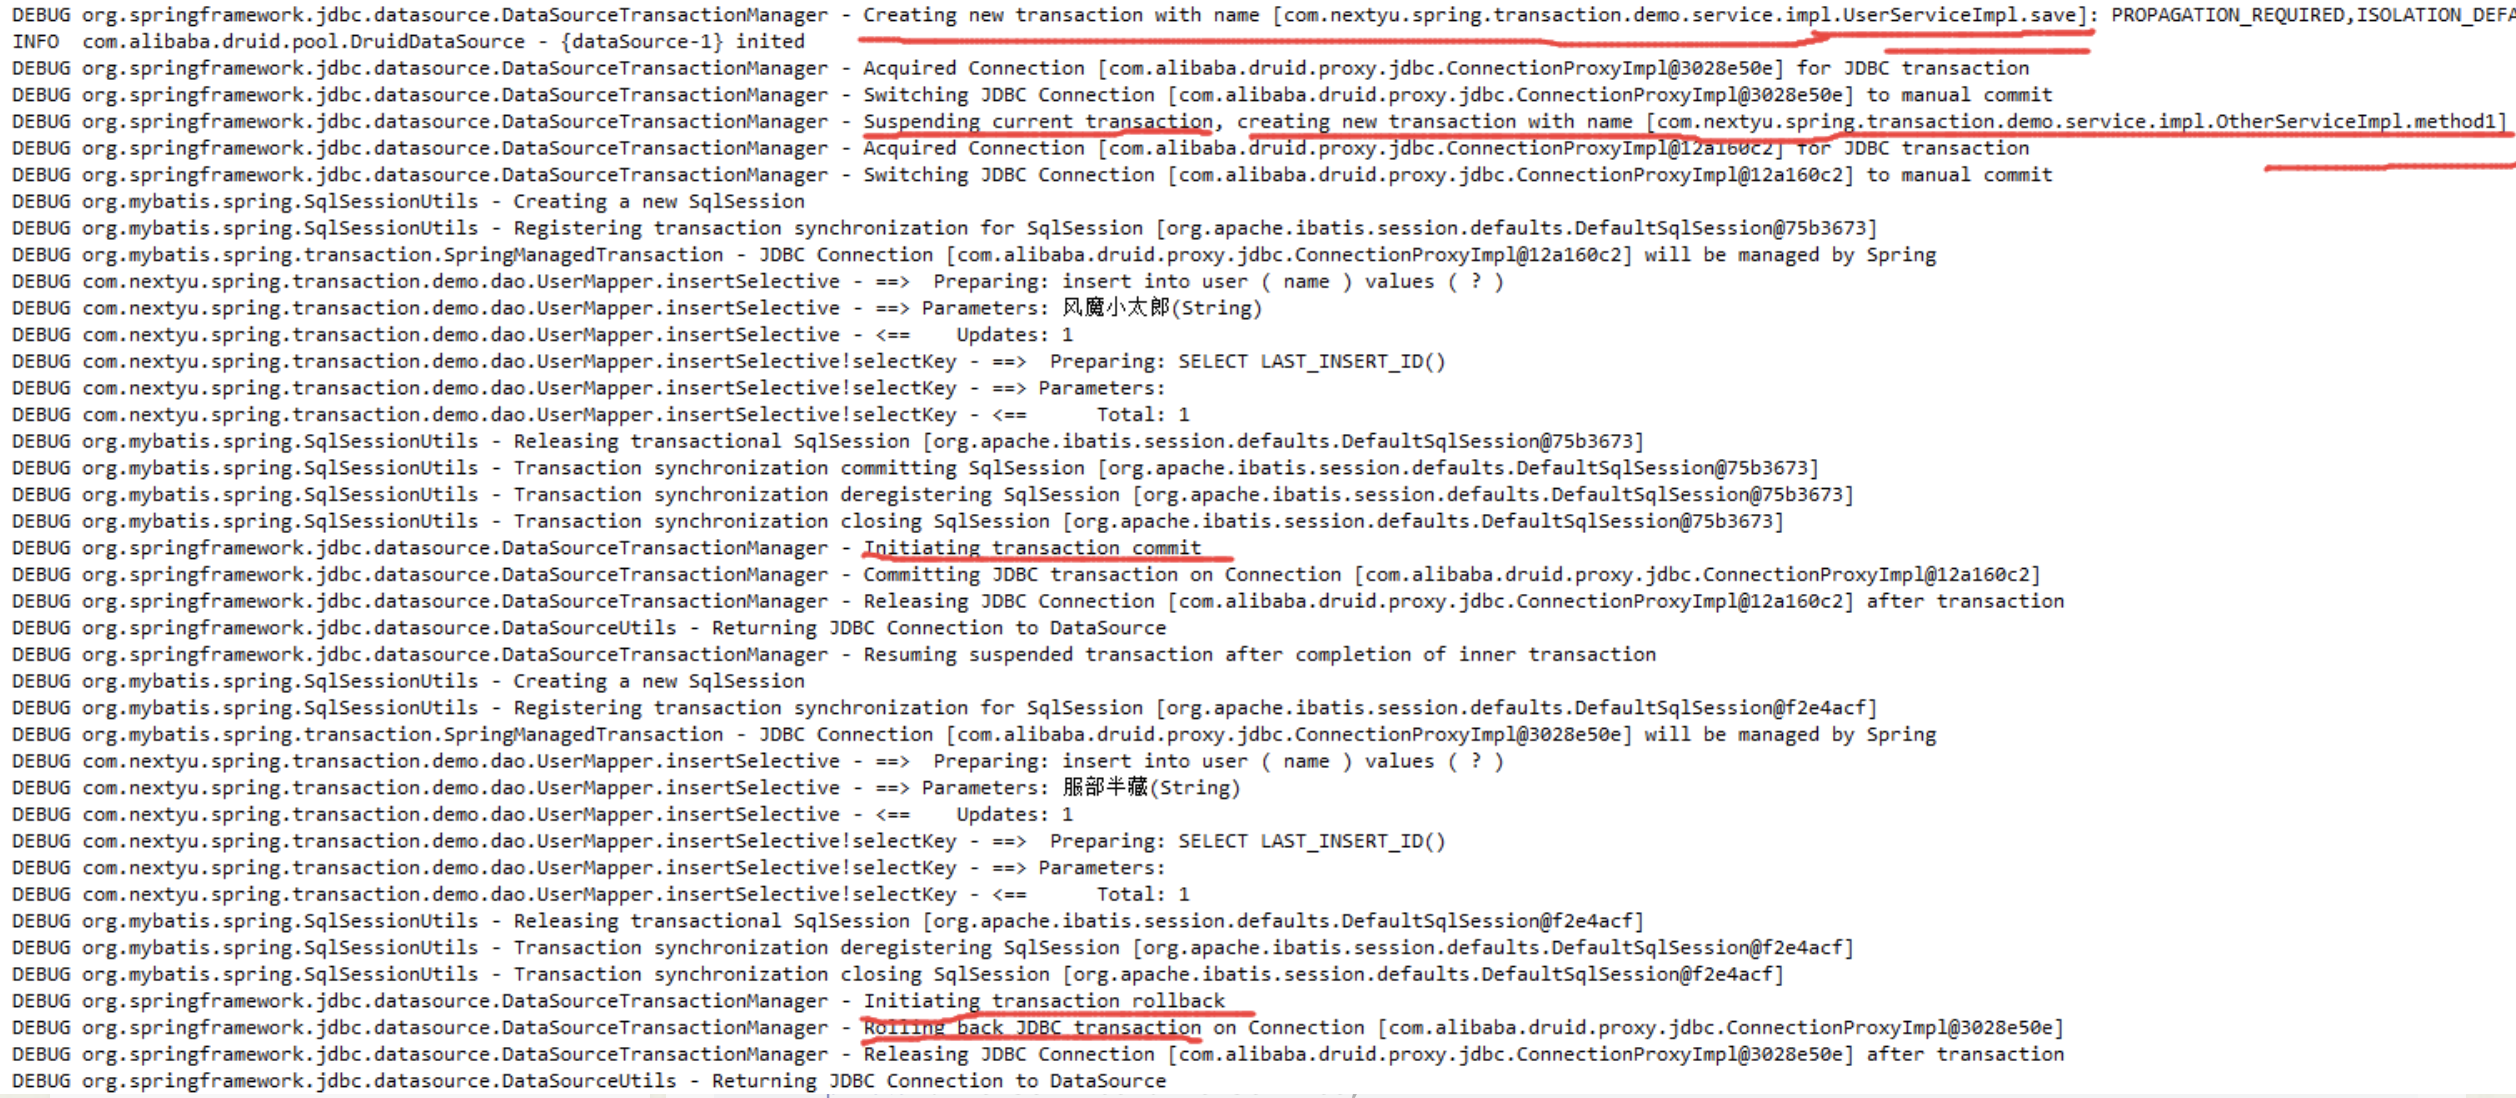 DEBUG org.springframework.jdbc.datasource.DataSourceTransactionManager - Creating new transaction with name [com.nextyu.spring.transaction.demo.service.impl.UserServiceImpl.save]: PROPAGATION_REQUIRED,ISOLATION_DEFA
INFO  com.alibaba.druid.pool.DruidDataSource - {dataSource-1} inited
DEBUG org.springframework.jdbc.datasource.DataSourceTransactionManager - Acquired Connection [com.alibaba.druid.proxy.jdbc.ConnectionProxyImpl@3028e50e] for JDBC transaction
DEBUG org.springframework.jdbc.datasource.DataSourceTransactionManager - Switching JDBC Connection [com.alibaba.druid.proxy.jdbc.ConnectionProxyImpl@3028e50e] to manual commit
DEBUG org.springframework.jdbc.datasource.DataSourceTransactionManager - Suspending current transaction, creating new transaction with name [com.nextyu.spring.transaction.demo.service.impl.OtherServiceImpl.method1]
DEBUG org.springframework.jdbc.datasource.DataSourceTransactionManager - Acquired Connection [com.alibaba.druid.proxy.jdbc.ConnectionProxyImpl@12a160c2] for JDBC transaction
DEBUG org.springframework.jdbc.datasource.DataSourceTransactionManager - Switching JDBC Connection [com.alibaba.druid.proxy.jdbc.ConnectionProxyImpl@12a160c2] to manual commit
DEBUG org.mybatis.spring.SqlSessionUtils - Creating a new SqlSession
DEBUG org.mybatis.spring.SqlSessionUtils - Registering transaction synchronization for SqlSession [org.apache.ibatis.session.defaults.DefaultSqlSession@75b3673]
DEBUG org.mybatis.spring.transaction.SpringManagedTransaction - JDBC Connection [com.alibaba.druid.proxy.jdbc.ConnectionProxyImpl@12a160c2] will be managed by Spring
DEBUG com.nextyu.spring.transaction.demo.dao.UserMapper.insertSelective - ==>  Preparing: insert into user ( name ) values ( ? )
DEBUG com.nextyu.spring.transaction.demo.dao.UserMapper.insertSelective - ==> Parameters: 风魔小太郎(String)
DEBUG com.nextyu.spring.transaction.demo.dao.UserMapper.insertSelective - <==    Updates: 1
DEBUG com.nextyu.spring.transaction.demo.dao.UserMapper.insertSelective!selectKey - ==>  Preparing: SELECT LAST_INSERT_ID()
DEBUG com.nextyu.spring.transaction.demo.dao.UserMapper.insertSelective!selectKey - ==> Parameters:
DEBUG com.nextyu.spring.transaction.demo.dao.UserMapper.insertSelective!selectKey - <==      Total: 1
DEBUG org.mybatis.spring.SqlSessionUtils - Releasing transactional SqlSession [org.apache.ibatis.session.defaults.DefaultSqlSession@75b3673]
DEBUG org.mybatis.spring.SqlSessionUtils - Transaction synchronization committing SqlSession [org.apache.ibatis.session.defaults.DefaultSqlSession@75b3673]
DEBUG org.mybatis.spring.SqlSessionUtils - Transaction synchronization deregistering SqlSession [org.apache.ibatis.session.defaults.DefaultSqlSession@75b3673]
DEBUG org.mybatis.spring.SqlSessionUtils - Transaction synchronization closing SqlSession [org.apache.ibatis.session.defaults.DefaultSqlSession@75b3673]
DEBUG org.springframework.jdbc.datasource.DataSourceTransactionManager - Initiating transaction commit
DEBUG org.springframework.jdbc.datasource.DataSourceTransactionManager - Committing JDBC transaction on Connection [com.alibaba.druid.proxy.jdbc.ConnectionProxyImpl@12a160c2]
DEBUG org.springframework.jdbc.datasource.DataSourceTransactionManager - Releasing JDBC Connection [com.alibaba.druid.proxy.jdbc.ConnectionProxyImpl@12a160c2] after transaction
DEBUG org.springframework.jdbc.datasource.DataSourceUtils - Returning JDBC Connection to DataSource
DEBUG org.springframework.jdbc.datasource.DataSourceTransactionManager - Resuming suspended transaction after completion of inner transaction
DEBUG org.mybatis.spring.SqlSessionUtils - Creating a new SqlSession
DEBUG org.mybatis.spring.SqlSessionUtils - Registering transaction synchronization for SqlSession [org.apache.ibatis.session.defaults.DefaultSqlSession@f2e4acf]
DEBUG org.mybatis.spring.transaction.SpringManagedTransaction - JDBC Connection [com.alibaba.druid.proxy.jdbc.ConnectionProxyImpl@3028e50e] will be managed by Spring
DEBUG com.nextyu.spring.transaction.demo.dao.UserMapper.insertSelective - ==>  Preparing: insert into user ( name ) values ( ? )
DEBUG com.nextyu.spring.transaction.demo.dao.UserMapper.insertSelective - ==> Parameters: 服部半藏(String)
DEBUG com.nextyu.spring.transaction.demo.dao.UserMapper.insertSelective - <==    Updates: 1
DEBUG com.nextyu.spring.transaction.demo.dao.UserMapper.insertSelective!selectKey - ==>  Preparing: SELECT LAST_INSERT_ID()
DEBUG com.nextyu.spring.transaction.demo.dao.UserMapper.insertSelective!selectKey - ==> Parameters:
DEBUG com.nextyu.spring.transaction.demo.dao.UserMapper.insertSelective!selectKey - <==      Total: 1
DEBUG org.mybatis.spring.SqlSessionUtils - Releasing transactional SqlSession [org.apache.ibatis.session.defaults.DefaultSqlSession@f2e4acf]
DEBUG org.mybatis.spring.SqlSessionUtils - Transaction synchronization deregistering SqlSession [org.apache.ibatis.session.defaults.DefaultSqlSession@f2e4acf]
DEBUG org.mybatis.spring.SqlSessionUtils - Transaction synchronization closing SqlSession [org.apache.ibatis.session.defaults.DefaultSqlSession@f2e4acf]
DEBUG org.springframework.jdbc.datasource.DataSourceTransactionManager - Initiating transaction rollback
DEBUG org.springframework.jdbc.datasource.DataSourceTransactionManager - Rolling back JDBC transaction on Connection [com.alibaba.druid.proxy.jdbc.ConnectionProxyImpl@3028e50e]
DEBUG org.springframework.jdbc.datasource.DataSourceTransactionManager - Releasing JDBC Connection [com.alibaba.druid.proxy.jdbc.ConnectionProxyImpl@3028e50e] after transaction
DEBUG org.springframework.jdbc.datasource.DataSourceUtils - Returning JDBC Connection to DataSource